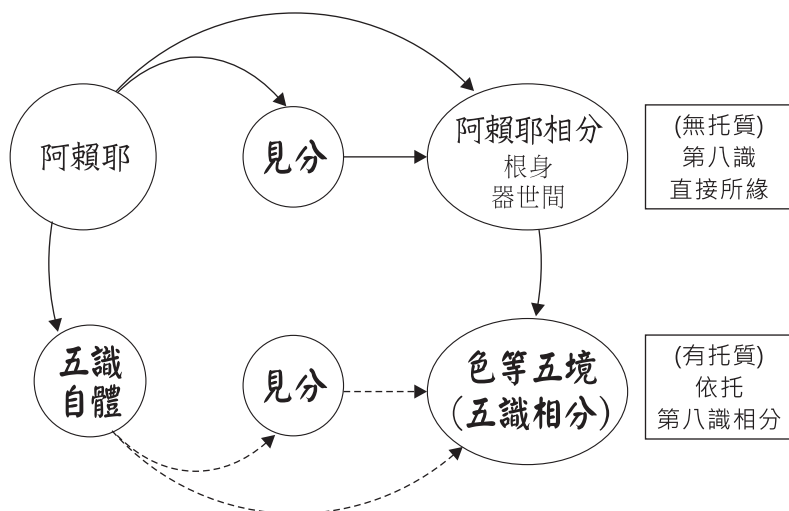 阿賴耶
見分
阿賴耶相分
根身
器世間
(無托質)
第八識
直接所緣
五識
自體
見分
色等五境
(五識相分)
(有托質)
依托
第八識相分